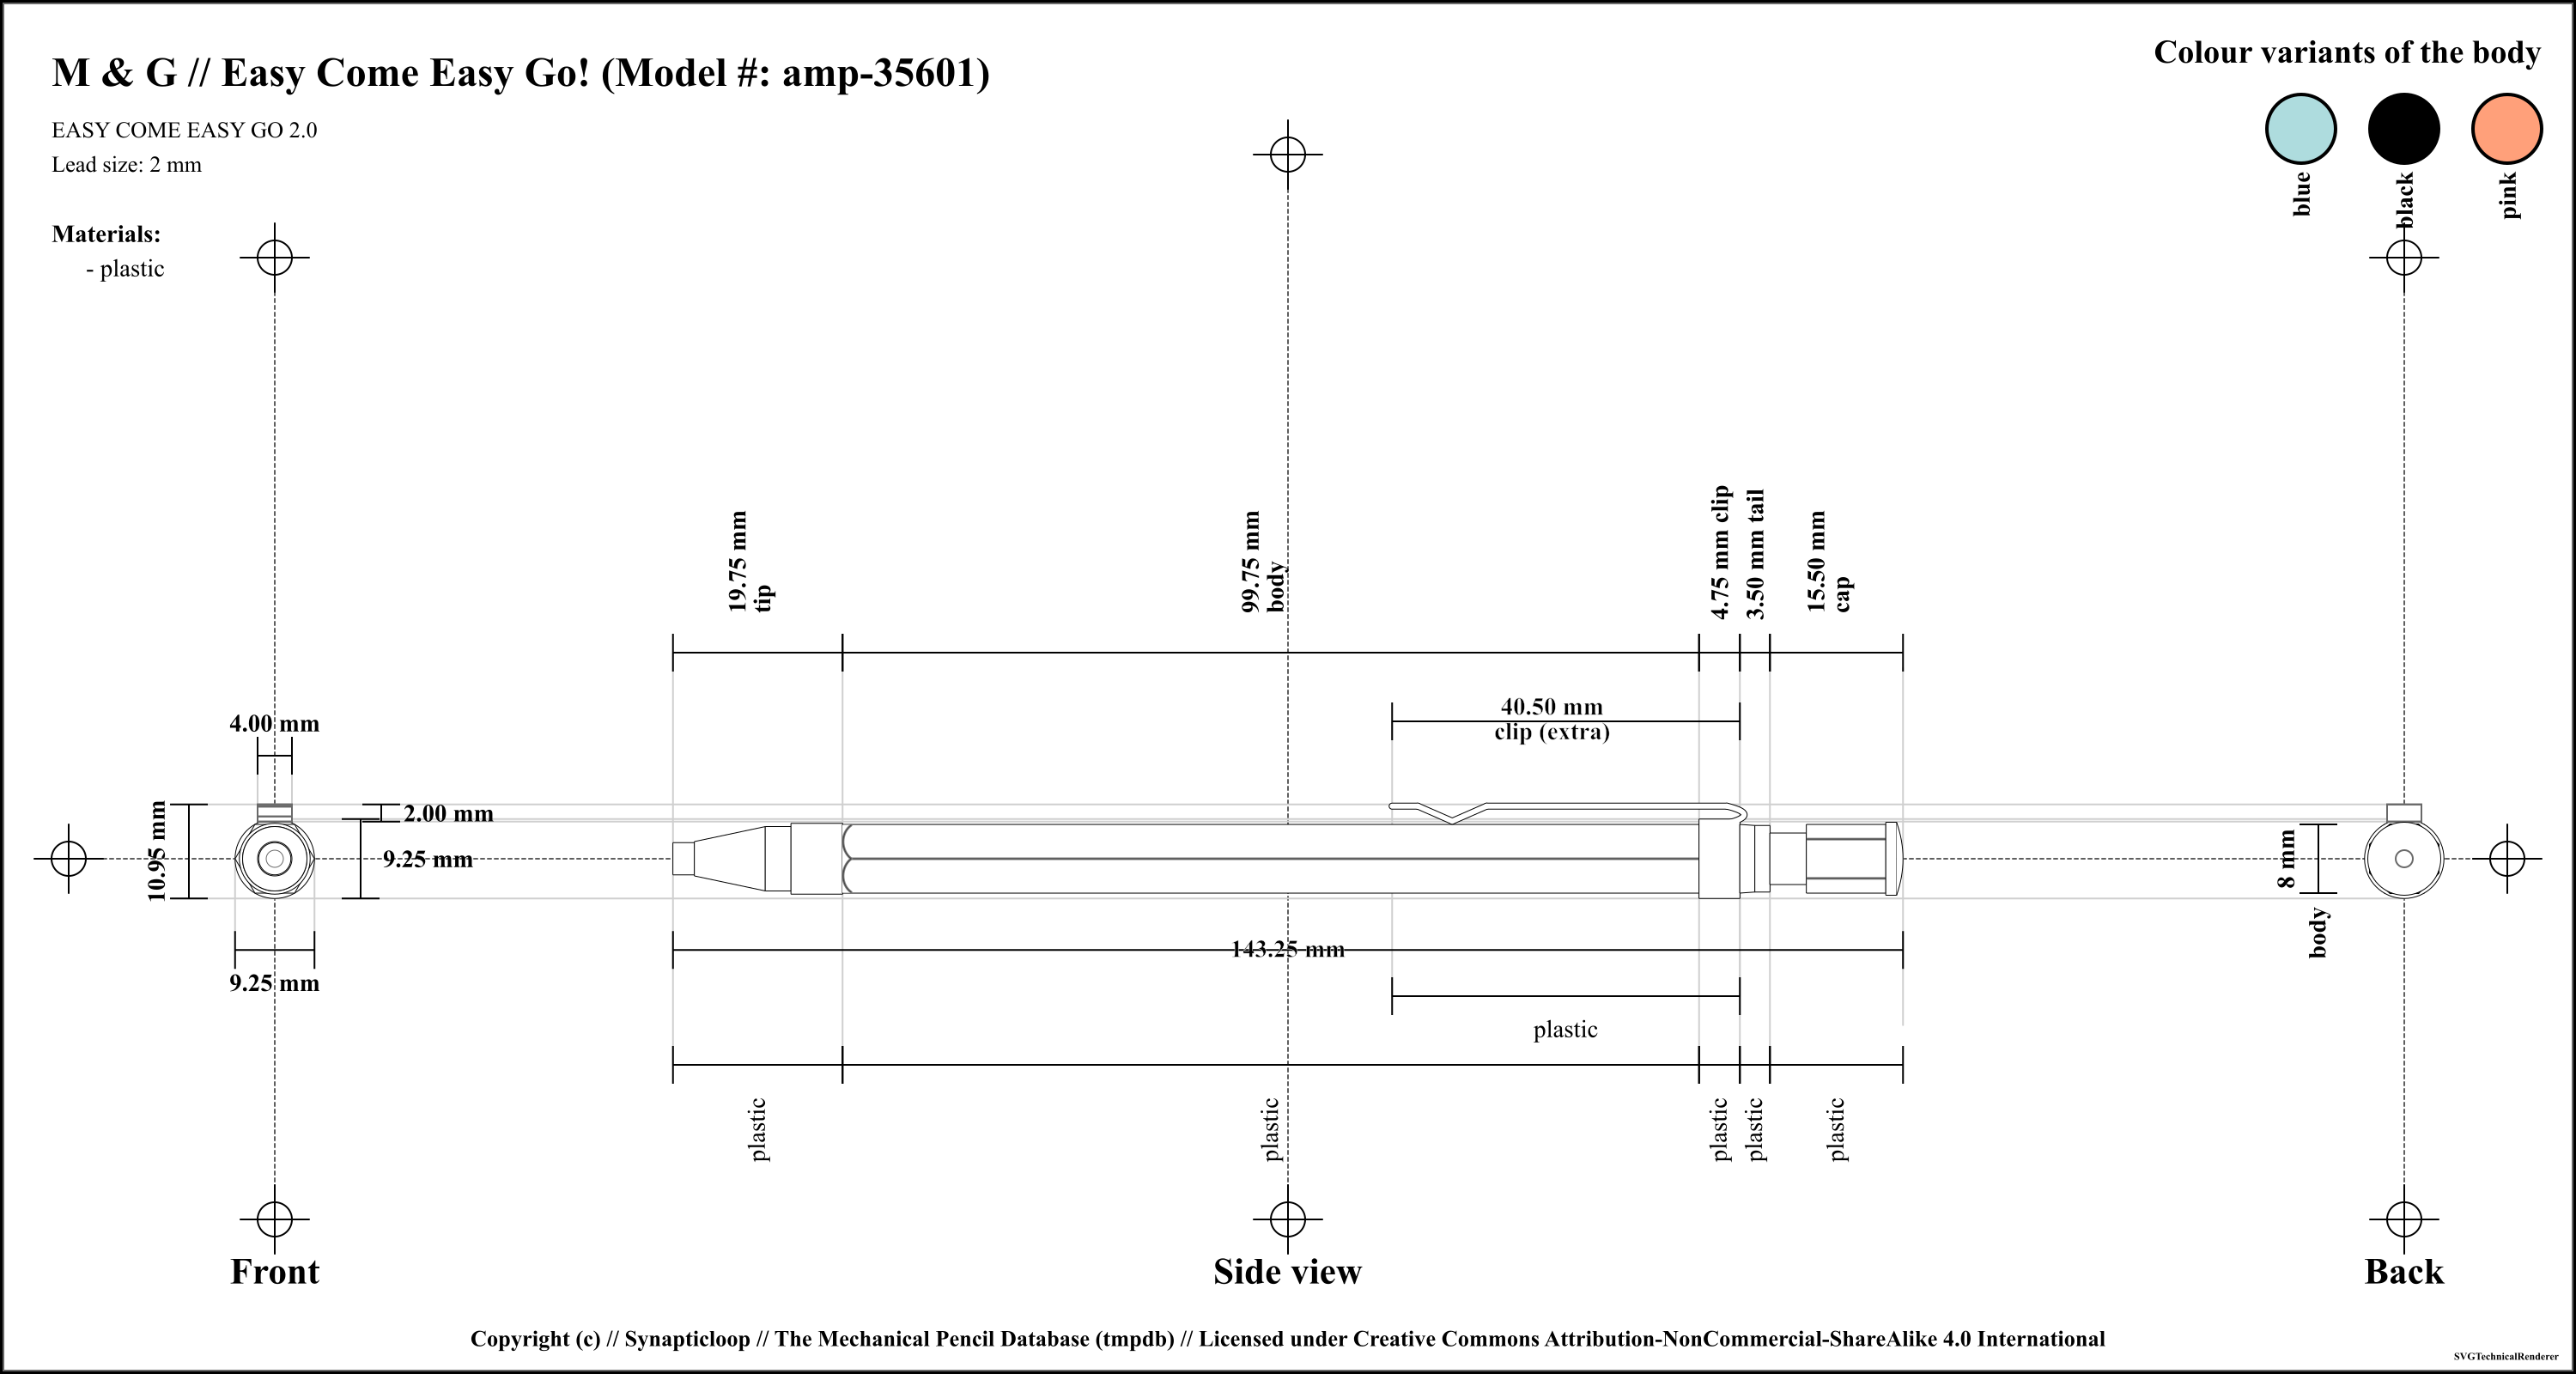 M & G // Easy Come Easy Go! (Model #: amp-35601)
EASY COME EASY GO 2.0
Lead size: 2 mm
Materials:
- plastic
Colour variants of the body
blue
black
pink
19.75 mm
tip
99.75 mm
body
4.75 mm clip
3.50 mm tail
15.50 mm
cap
40.50 mm
clip (extra)
4.00 mm
2.00 mm
10.95 mm
9.25 mm
9.25 mm
8 mm
body
143.25 mm
plastic
plastic
plastic
plastic
plastic
plastic
Front
Side view
Back
Copyright (c) // Synapticloop // The Mechanical Pencil Database (tmpdb) // Licensed under Creative Commons Attribution-NonCommercial-ShareAlike 4.0 International
SVGTechnicalRenderer